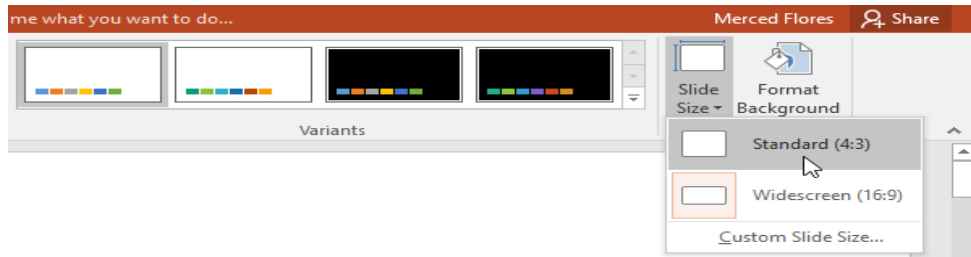 me what you want to do...
Merced Flores
Share
Slide
Size
Format
Background
Variants
Standard (4:3)
Widescreen (16:9)
Custom Slide Size...